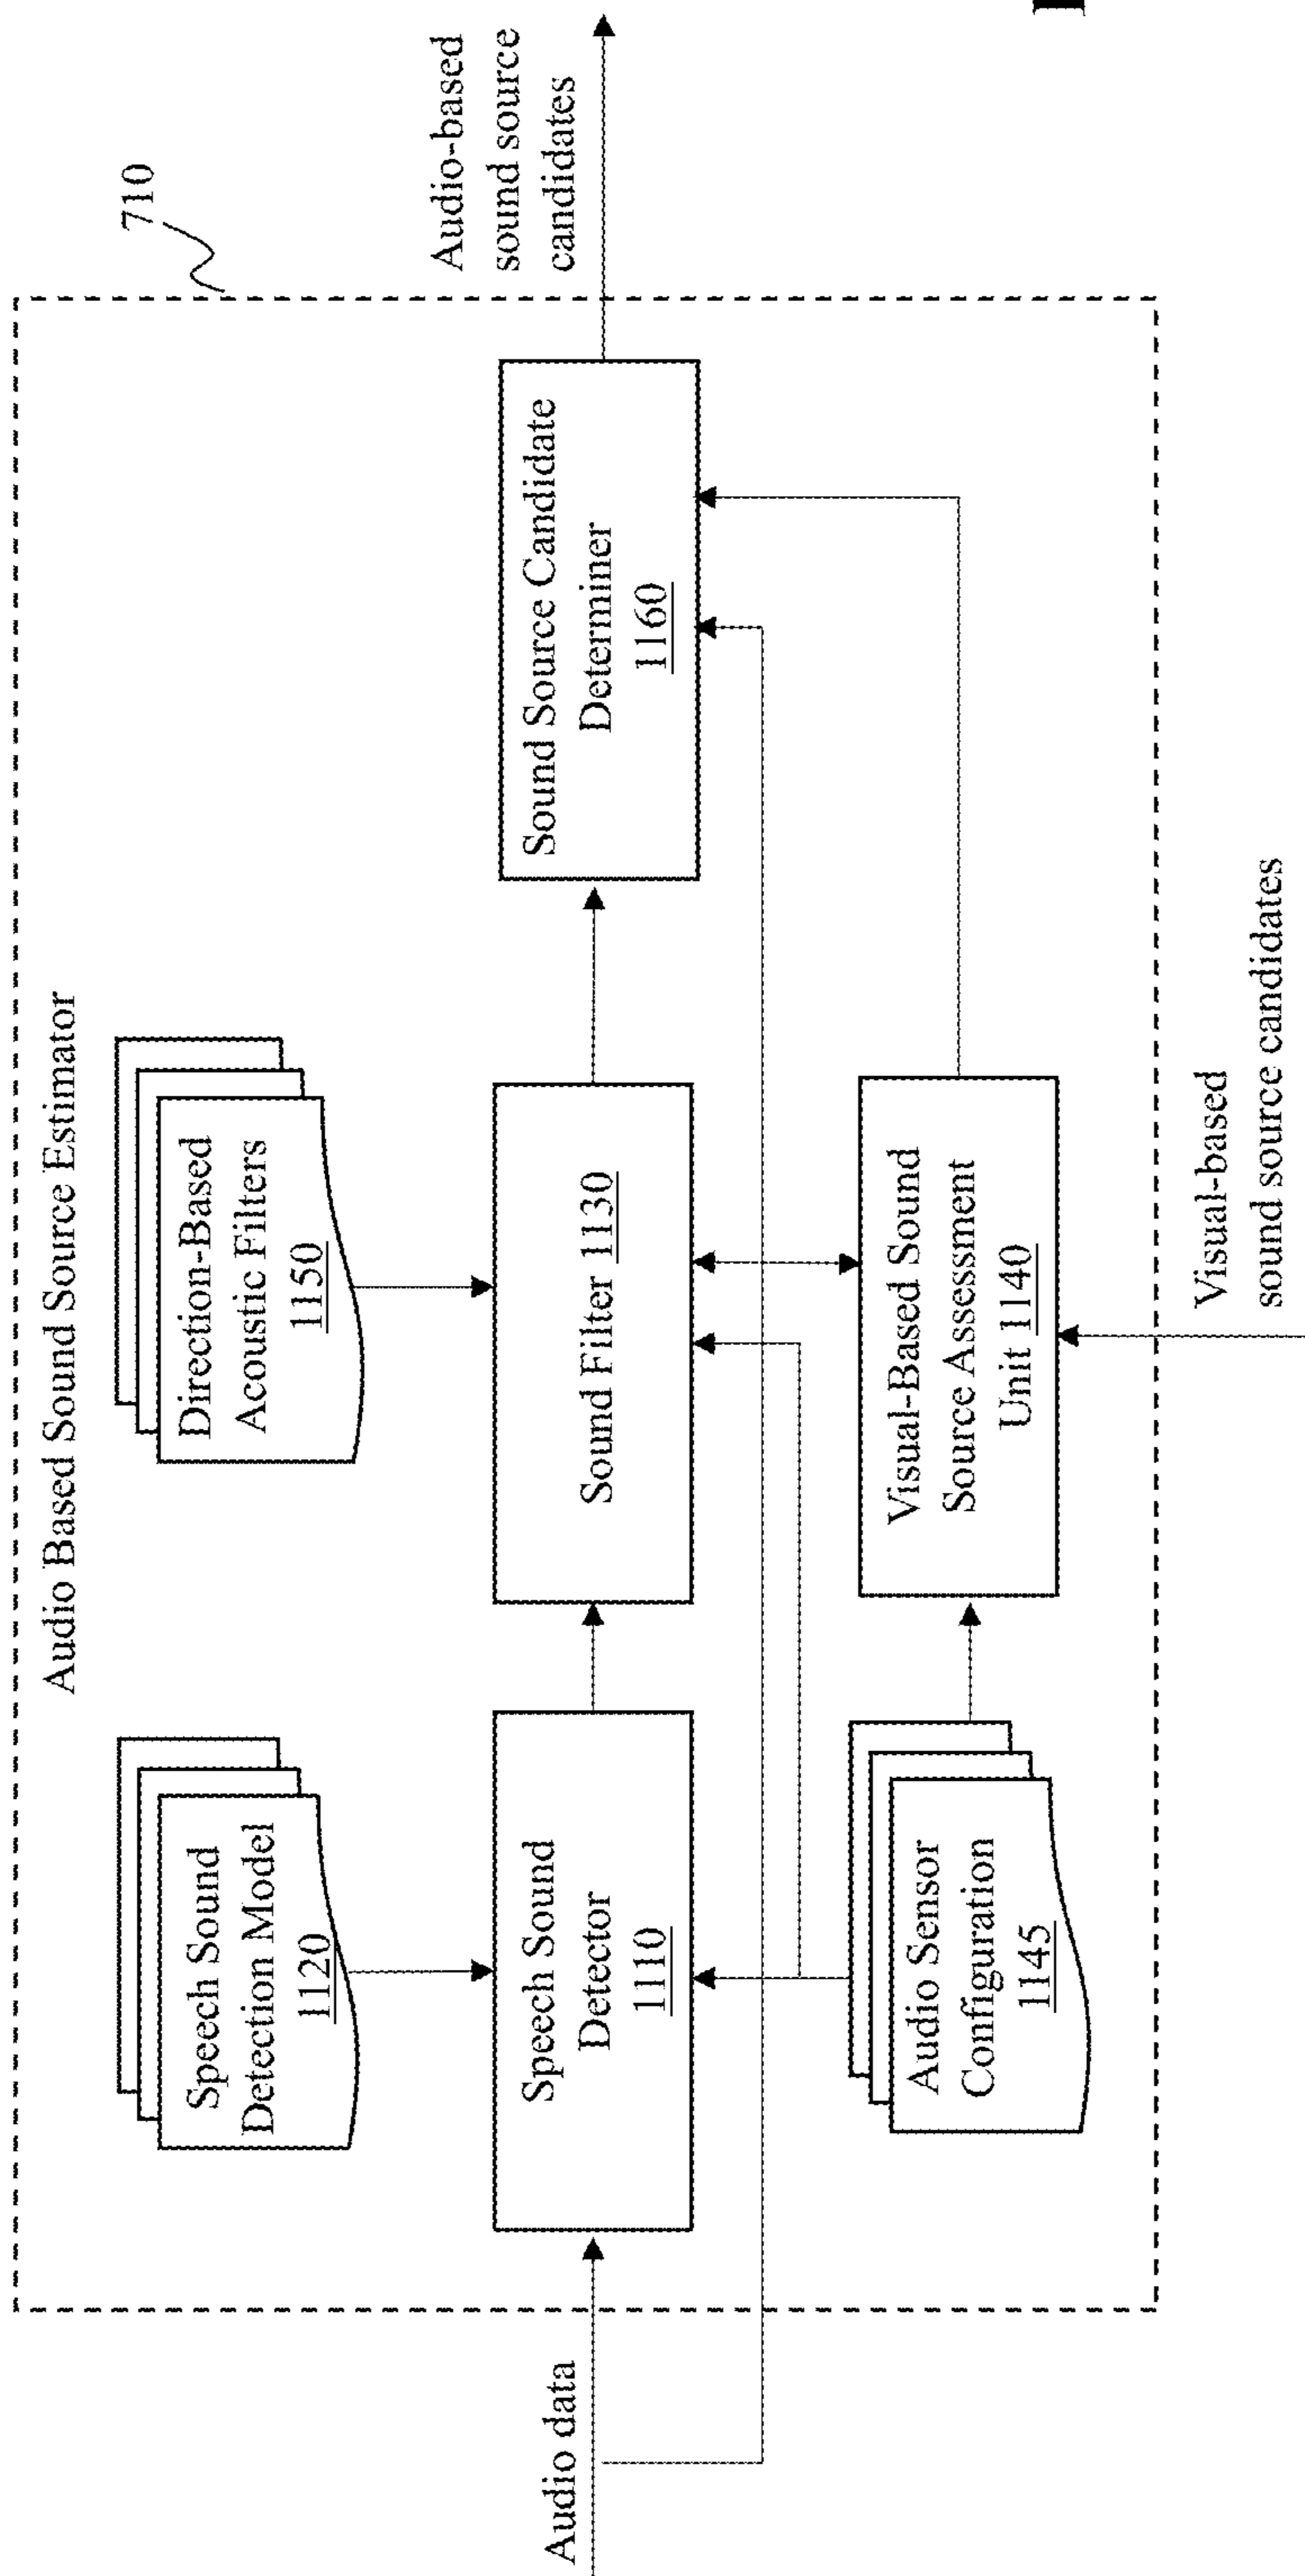 Audio Based Sound Source Estimator
710
Speech Sound
Detection Model
1120
Direction-Based
Acoustic Filters
1150
Audio data
Speech Sound
Detector
1110
Sound Filter 1130
Sound Source Candidate
Determiner
1160
Audio-based
sound source
candidates
Audio Sensor
Configuration
1145
Visual-Based Sound
Source Assessment
Unit 1140
Visual-based
sound source candidates